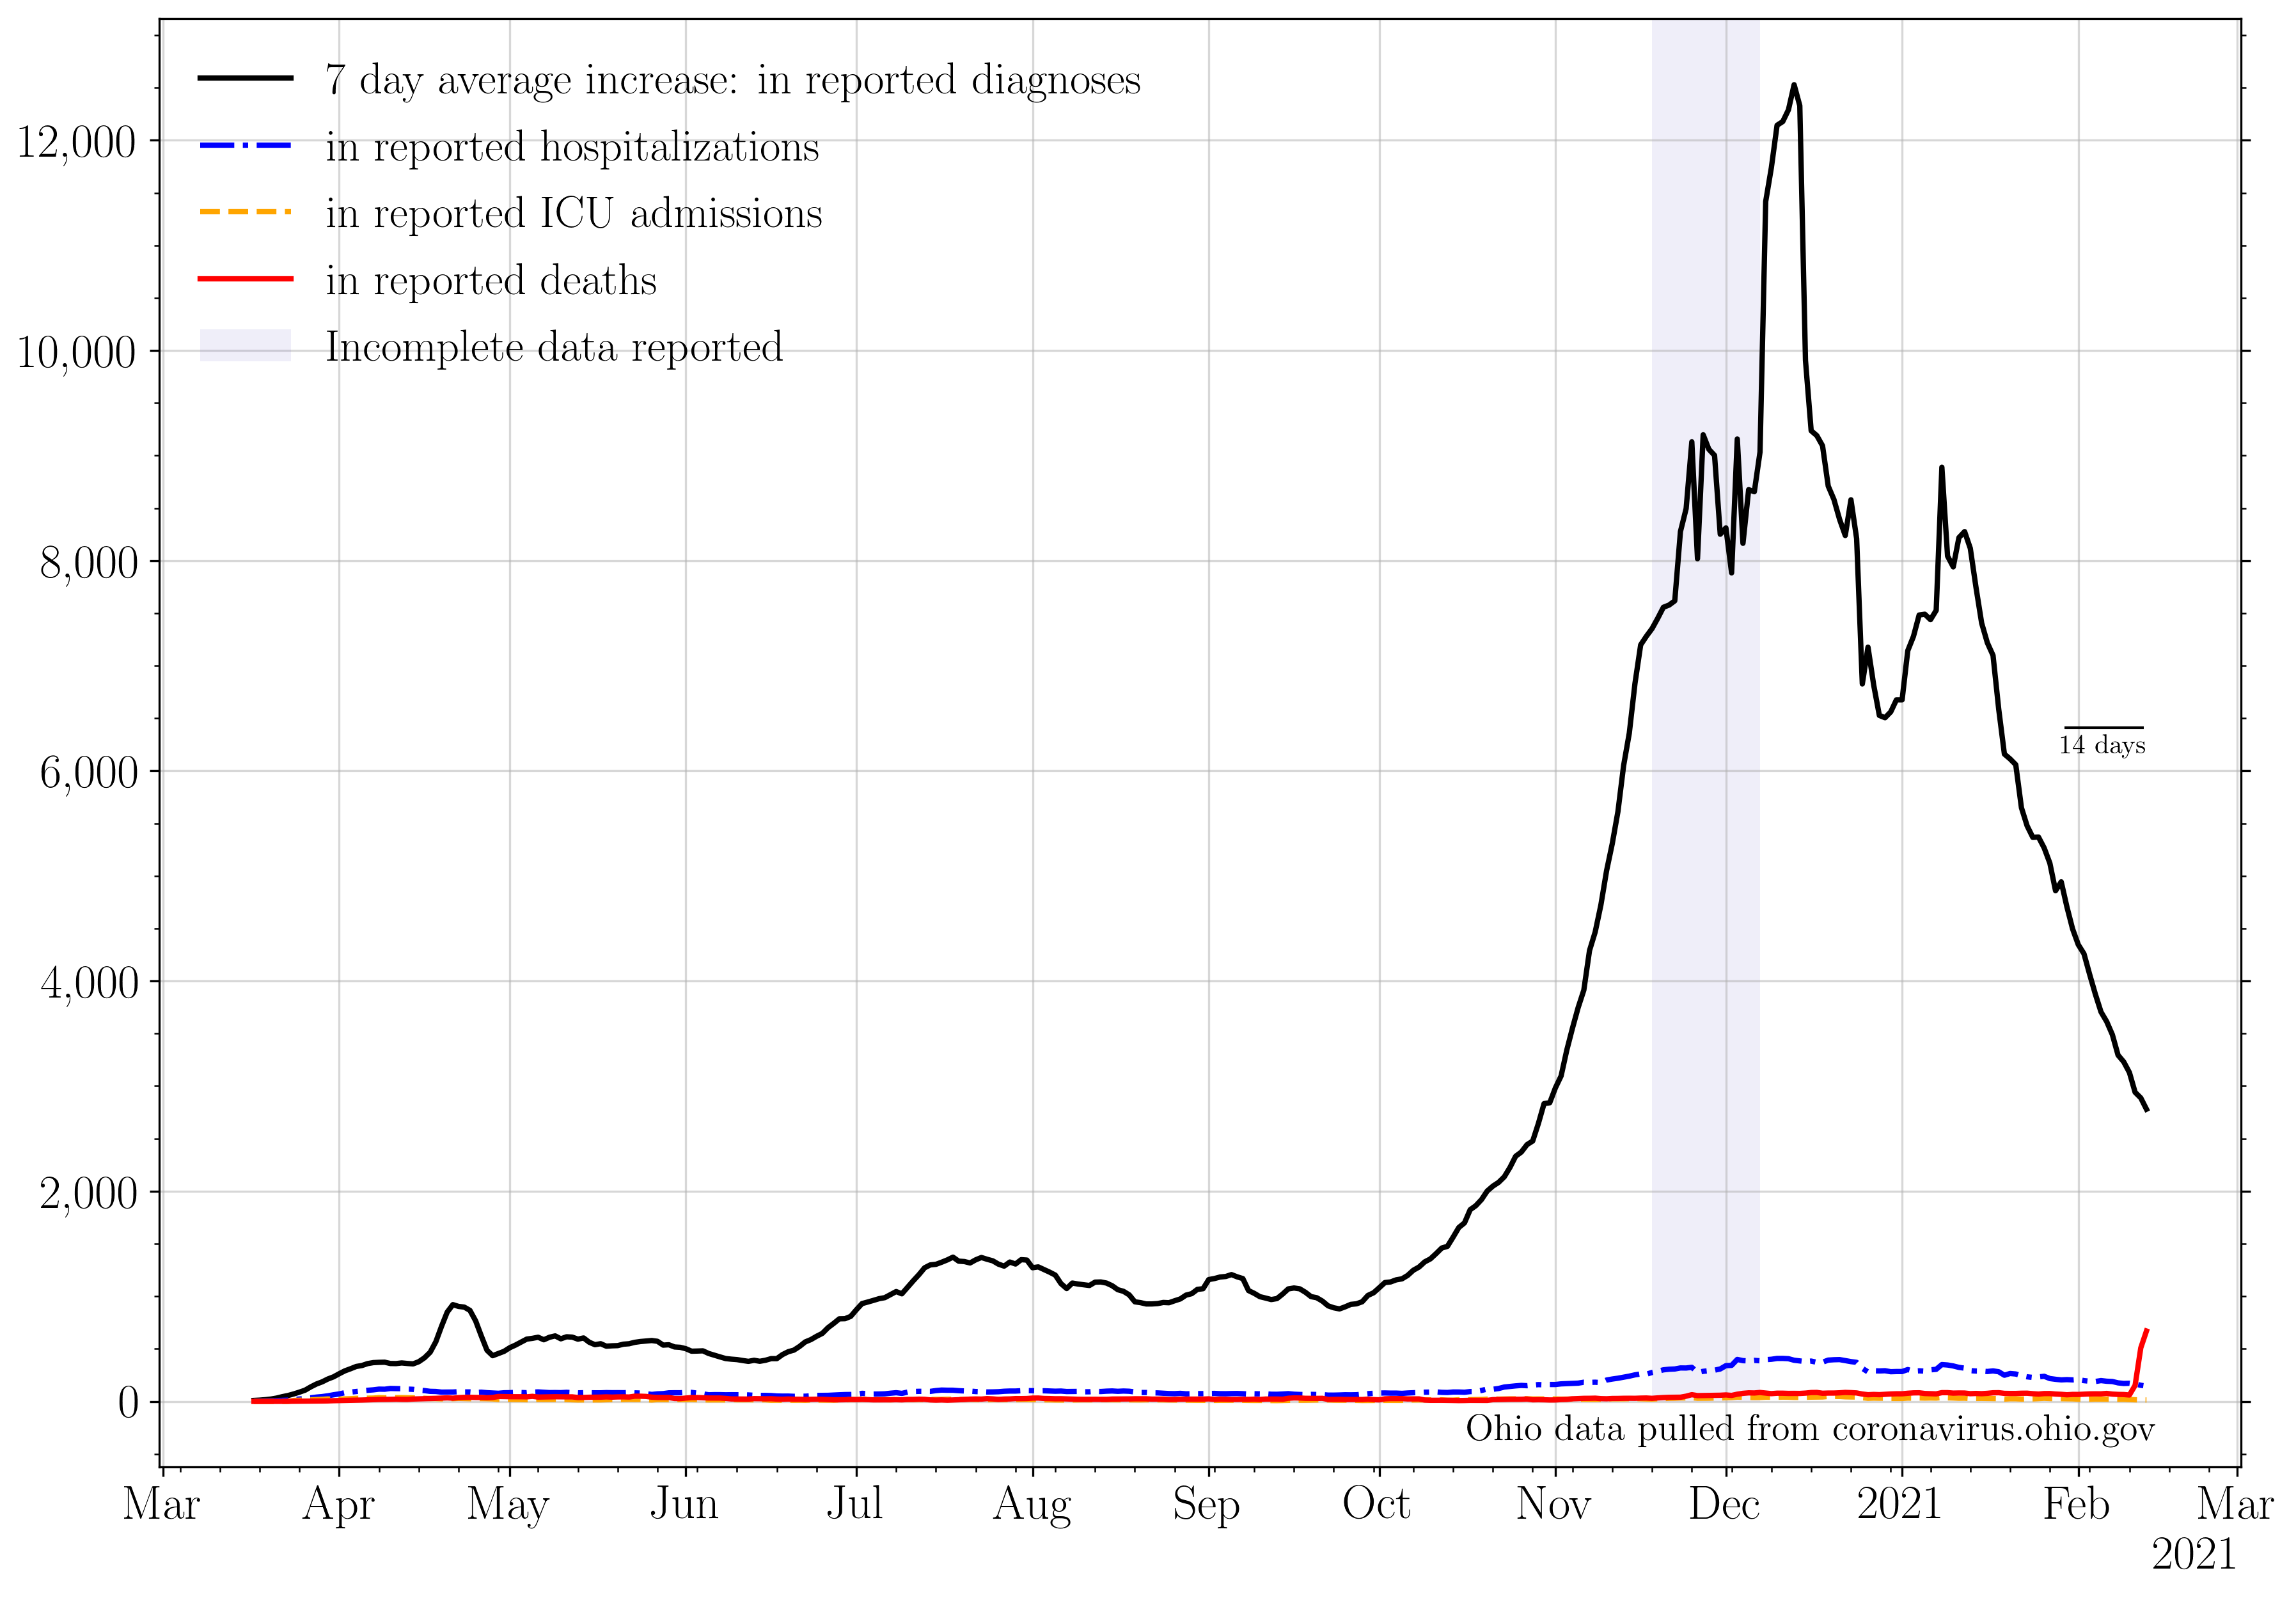 7 day average increase: in reported diagnoses
in reported hospitalizations
in reported ICU admissions
in reported deaths
Incomplete data reported
12,000
10,000
8,000
6,000
4,000
2,000
0
14 days
Ohio data pulled from coronavirus.ohio.gov
Mar Apr May Jun Jul Aug Sep Oct Nov Dec 2021 Feb Mar
2021